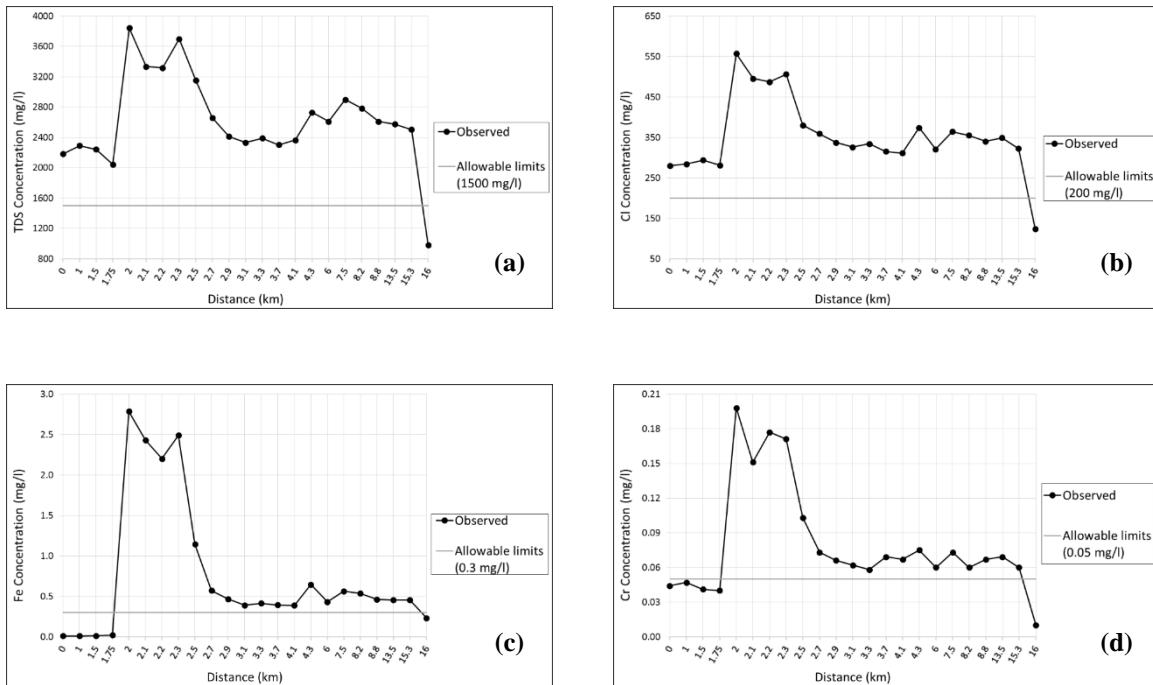 4000
3600
3200
2800
2400
2000
1600
1200
800
TDS Concentration (mg/l)
0 1 1.5 1.75 2 2.1 2.2 2.3 2.5 2.7 2.9 3.1 3.3 3.7 4.1 4.3 6 7.5 8.2 8.8 13.5 15.3 16
Distance (km)
Observed
Allowable limits
(1500 mg/l)
(a)
650
550
450
350
250
150
50
Cl Concentration (mg/l)
0 1 1.5 1.75 2 2.1 2.2 2.3 2.5 2.7 2.9 3.1 3.3 3.7 4.1 4.3 6 7.5 8.2 8.8 13.5 15.3 16
Distance (km)
Observed
Allowable limits
(200 mg/l)
(b)
3.0
2.5
2.0
1.5
1.0
0.5
0.0
Fe Concentration (mg/l)
0 1 1.5 1.75 2 2.1 2.2 2.3 2.5 2.7 2.9 3.1 3.3 3.7 4.1 4.3 6 7.5 8.2 8.8 13.5 15.3 16
Distance (km)
Observed
Allowable limits
(0.3 mg/l)
(c)
0.21
0.18
0.15
0.12
0.09
0.06
0.03
0.00
Cr Concentration (mg/l)
0 1 1.5 1.75 2 2.1 2.2 2.3 2.5 2.7 2.9 3.1 3.3 3.7 4.1 4.3 6 7.5 8.2 8.8 13.5 15.3 16
Distance (km)
Observed
Allowable limits
(0.05 mg/l)
(d)